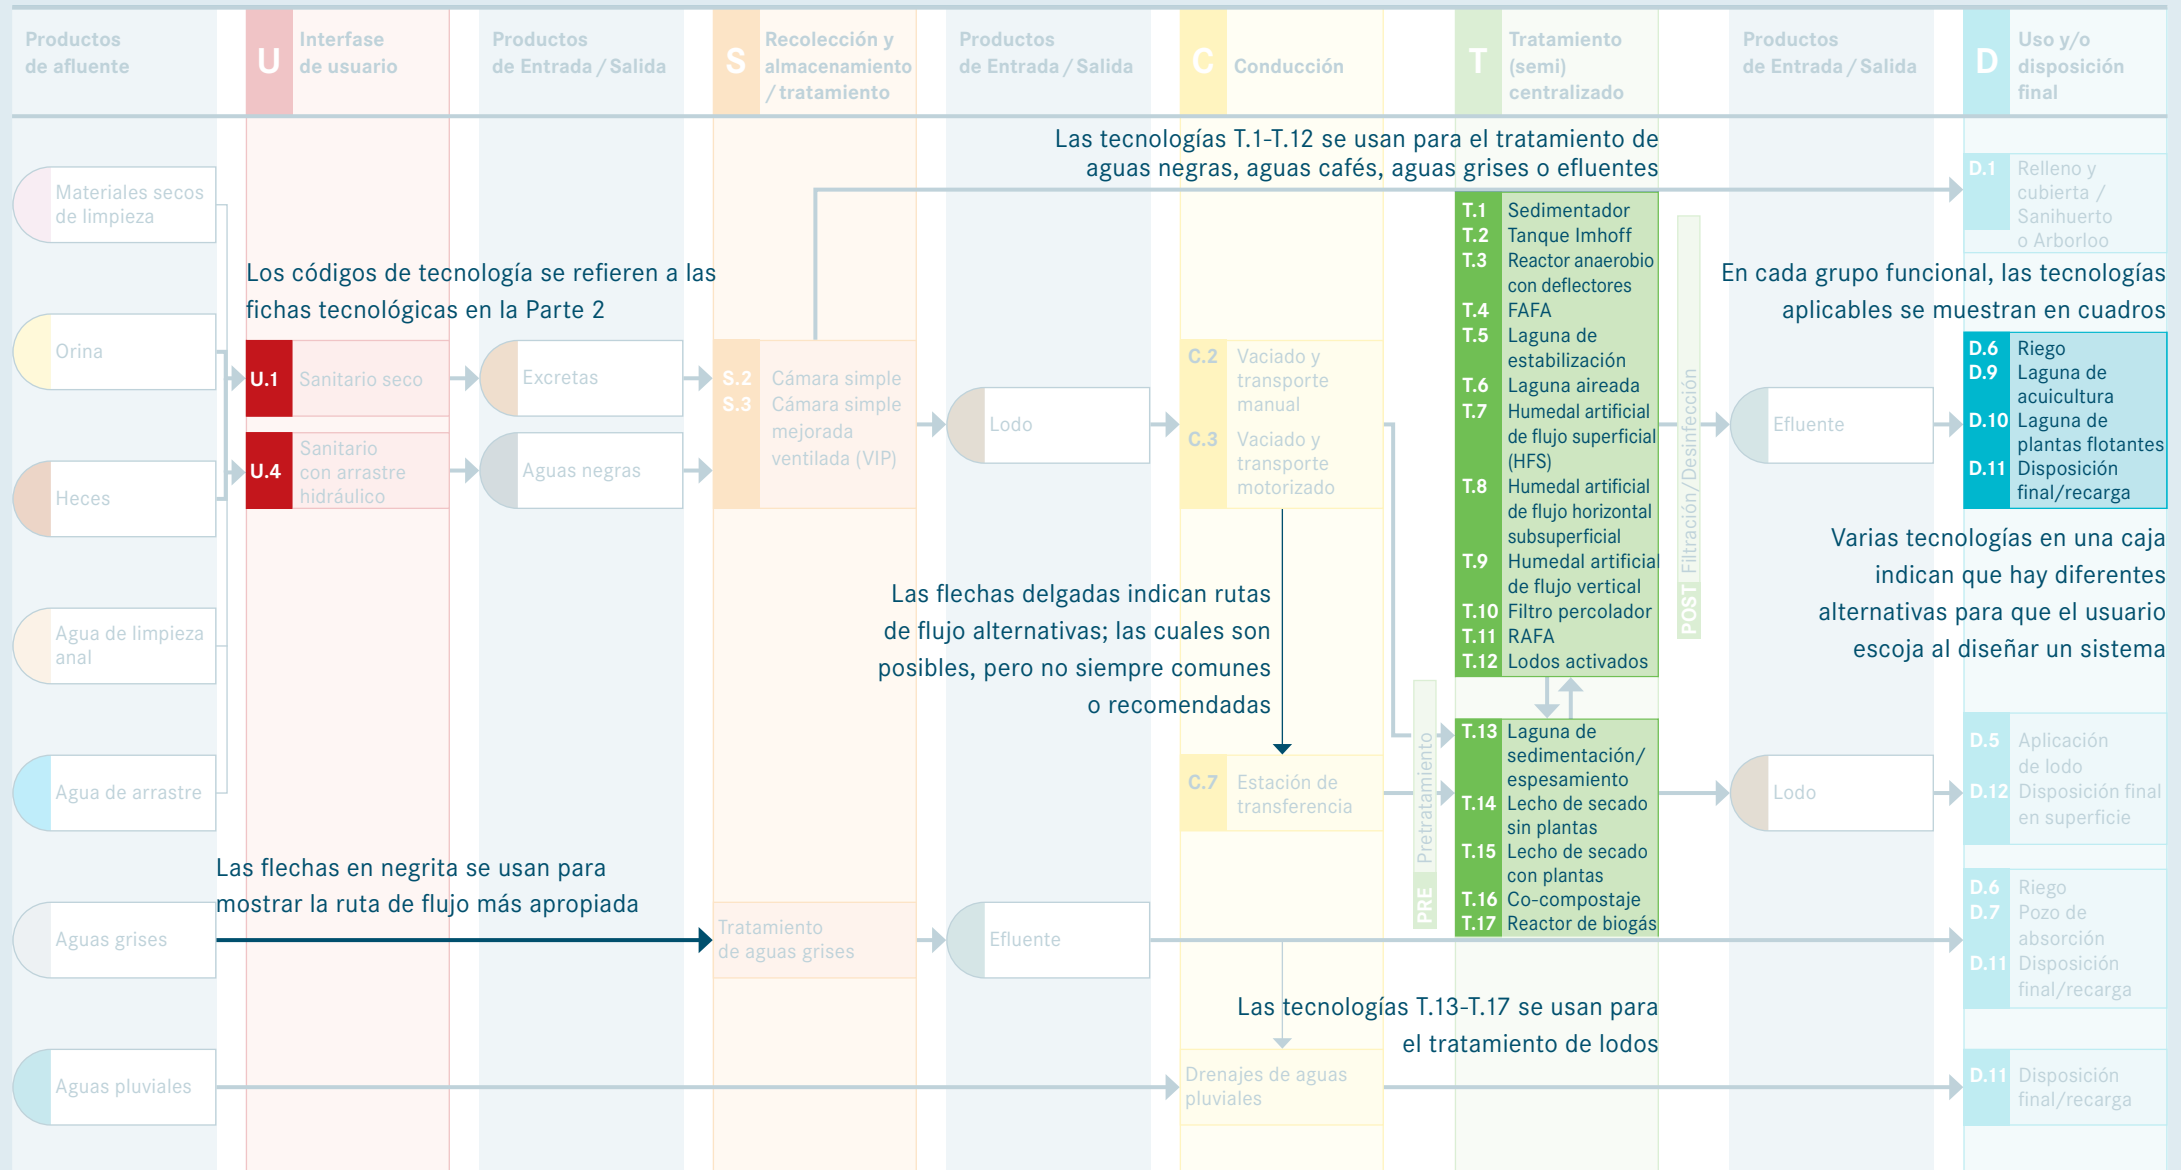 Productos
de afluente
U
Interfase
de usuario
Productos
de Entrada / Salida
S
Recolección y
almacenamiento
/ tratamiento
Productos
de Entrada / Salida
C
Conducción
T
Tratamiento
(semi)
centralizado
Productos
de Entrada / Salida
D
Uso y/o
disposición
final
Las tecnologías T.1-T.12 se usan para el tratamiento de
aguas negras, aguas cafés, aguas grises o efluentes
Materiales secos
de limpieza
Orina
Heces
Agua de limpieza
anal
Agua de arrastre
Aguas grises
Aguas pluviales
Los códigos de tecnología se refieren a las
fichas tecnológicas en la Parte 2
U.1 Sanitario seco
U.4 Sanitario
con arrastre
hidráulico
Excretas
Aguas negras
S.2 Cámara simple
S.3 Cámara simple
mejorada
ventilada (VIP)
Lodo
C.2 Vaciado y
transporte
manual
C.3 Vaciado y
transporte
motorizado
Las flechas delgadas indican rutas
de flujo alternativas; las cuales son
posibles, pero no siempre comunes
o recomendadas
C.7 Estación de
transferencia
Las flechas en negrita se usan para
mostrar la ruta de flujo más apropiada
Tratamiento
de aguas grises
Efluente
Drenajes de aguas
pluviales
PRE Pretratamiento
T.1 Sedimentador
T.2 Tanque Imhoff
T.3 Reactor anaerobio
con deflectores
T.4 FAFA
T.5 Laguna de
estabilización
T.6 Laguna aireada
T.7 Humedal artificial
de flujo superficial
(HFS)
T.8 Humedal artificial
de flujo horizontal
subsuperficial
T.9 Humedal artificial
de flujo vertical
T.10 Filtro percolador
T.11 RAFA
T.12 Lodos activados
T.13 Laguna de
sedimentación/
espesamiento
T.14 Lecho de secado
sin plantas
T.15 Lecho de secado
con plantas
T.16 Co-compostaje
T.17 Reactor de biogás
Las tecnologías T.13-T.17 se usan para
el tratamiento de lodos
POST Filtración/Desinfección
Efluente
Lodo
D.1 Relleno y
cubierta /
Sanihuerto
o Arborloo
En cada grupo funcional, las tecnologías
aplicables se muestran en cuadros
D.6 Riego
D.9 Laguna de
acuicultura
D.10 Laguna de
plantas flotantes
D.11 Disposición
final/recarga
Varias tecnologías en una caja
indican que hay diferentes
alternativas para que el usuario
escoja al diseñar un sistema
D.5 Aplicación
de lodo
D.12 Disposición final
en superficie
D.6 Riego
D.7 Pozo de
absorción
D.11 Disposición
final/recarga
D.11 Disposición
final/recarga